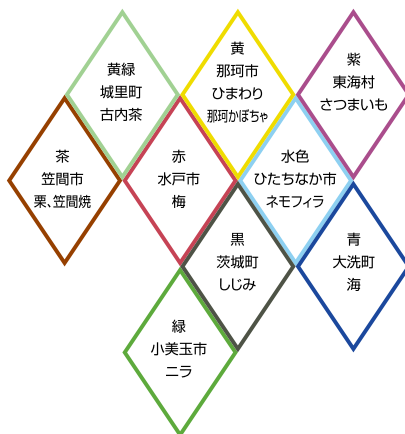 黄緑
城里町
古内茶
黄
那珂市
ひまわり
那珂かぼちゃ
紫
東海村
さつまいも
茶
笠間市
栗、笠間焼
赤
水戸市
梅
水色
ひたちなか市
ネモフィラ
黒
茨城町
しじみ
青
大洗町
海
緑
小美玉市
ニラ